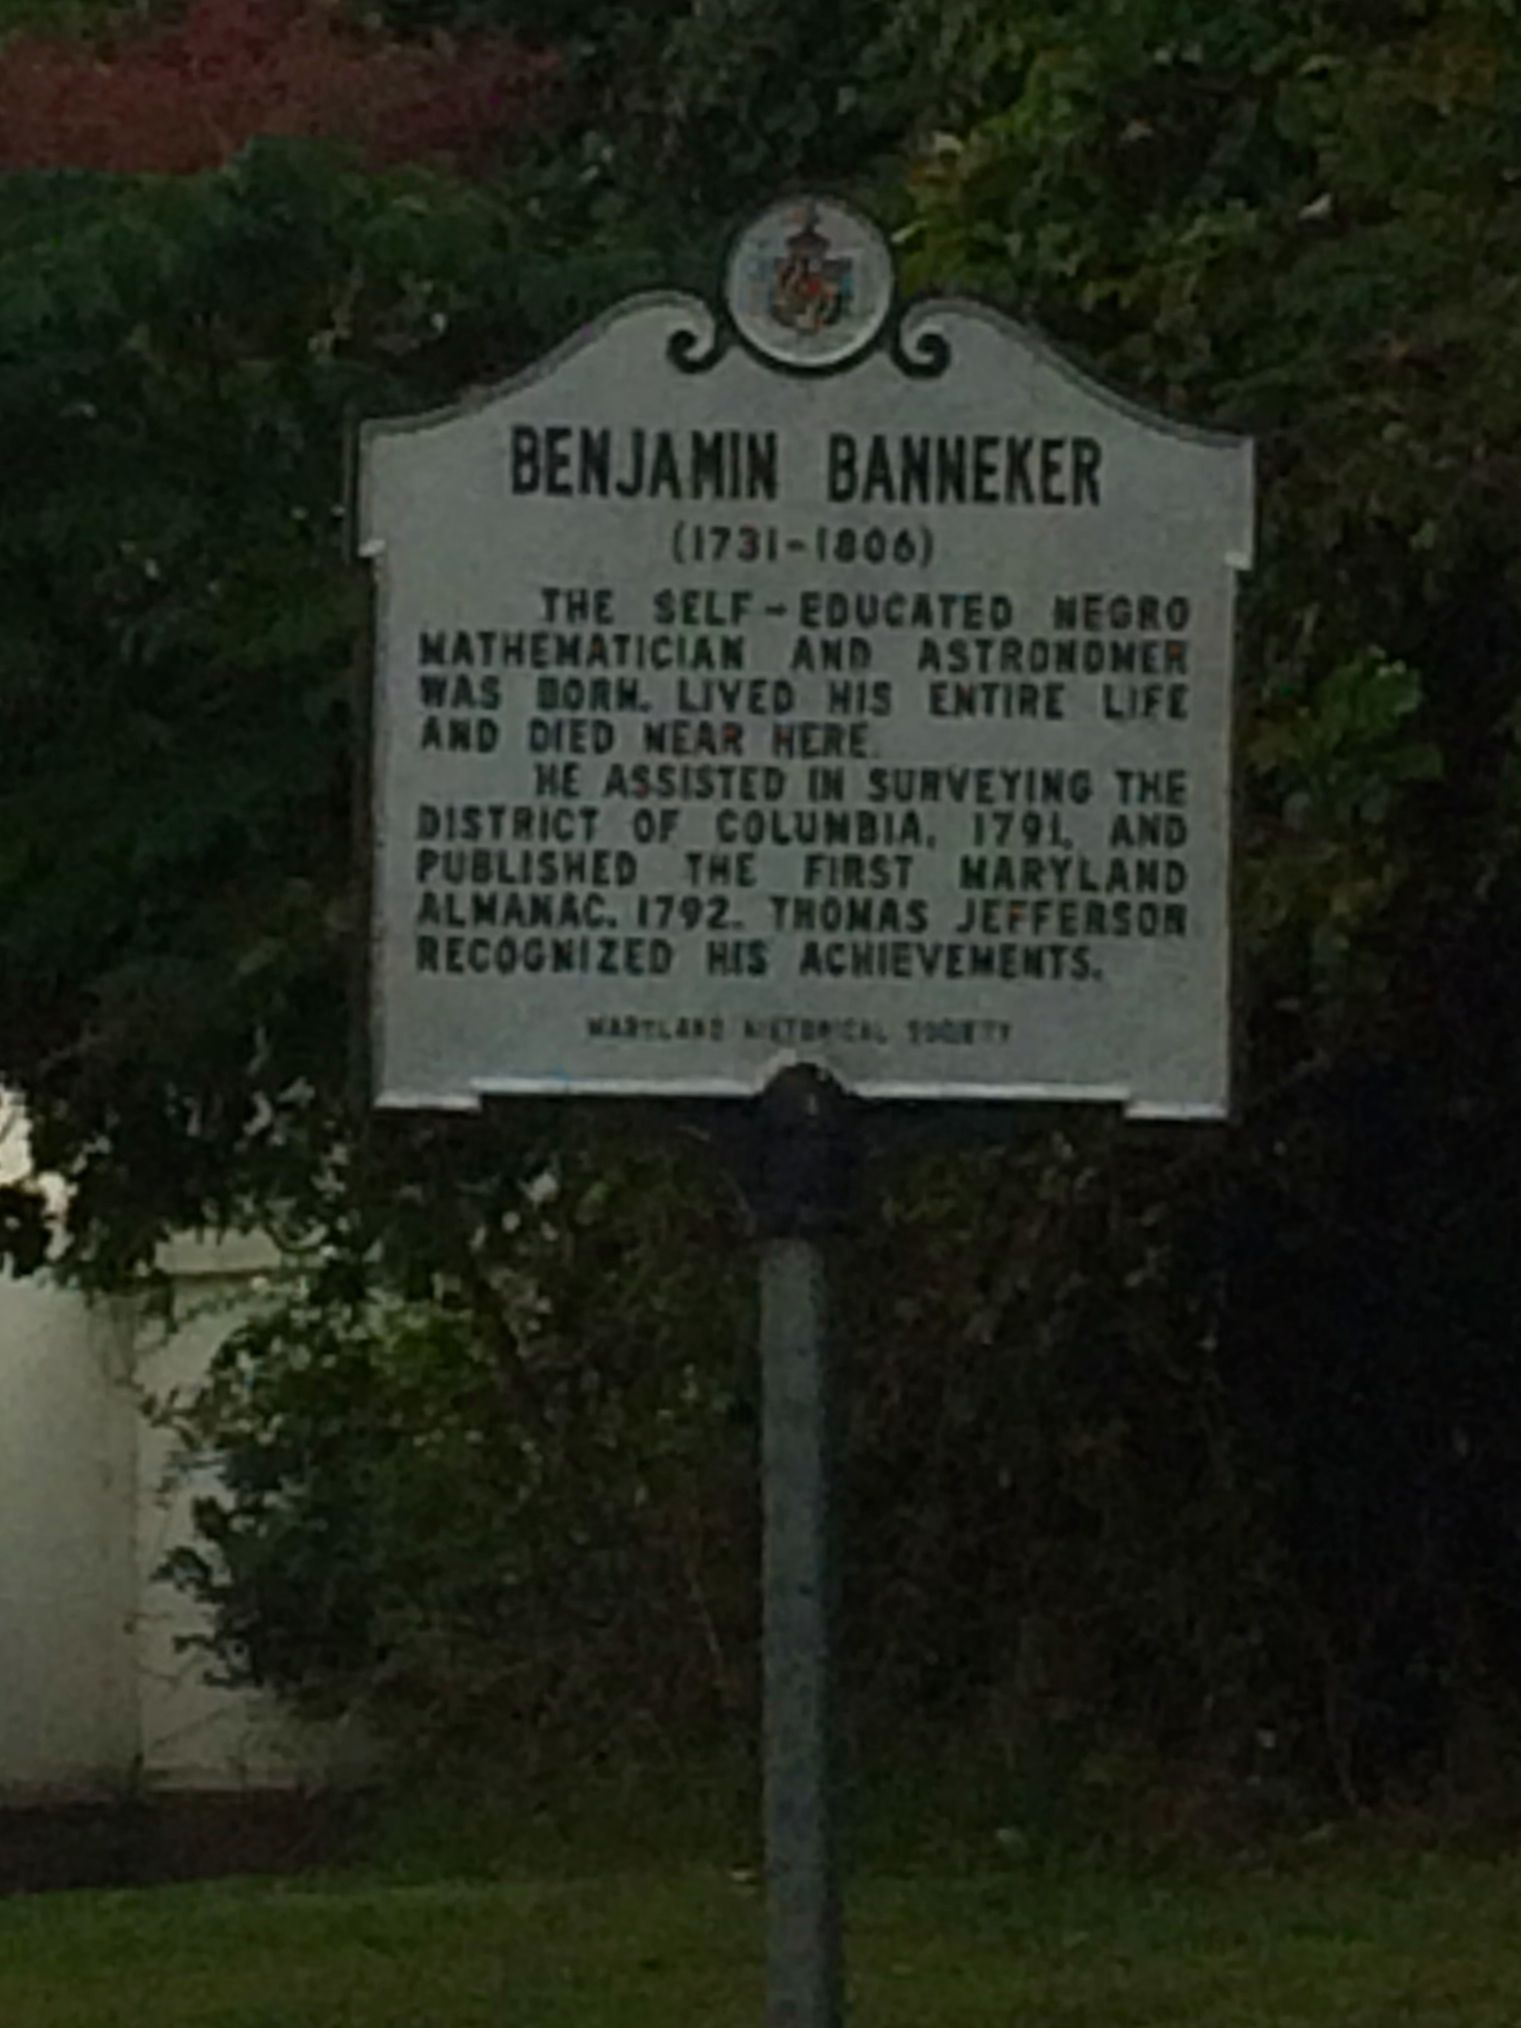 BENJAMIN BANNEKER
(1731-1806)
THE SELF-EDUCATED NEGRO
MATHEMATICIAN AND ASTRONOMER
WAS BORN, LIVED HIS ENTIRE LIFE
AND DIED NEAR HERE.
HE ASSISTED IN SURVEYING THE
DISTRICT OF COLUMBIA, 1791, AND
PUBLISHED THE FIRST MARYLAND
ALMANAC, 1792. THOMAS JEFFERSON
RECOGNIZED HIS ACHIEVEMENTS.
MARYLAND HISTORICAL SOCIETY